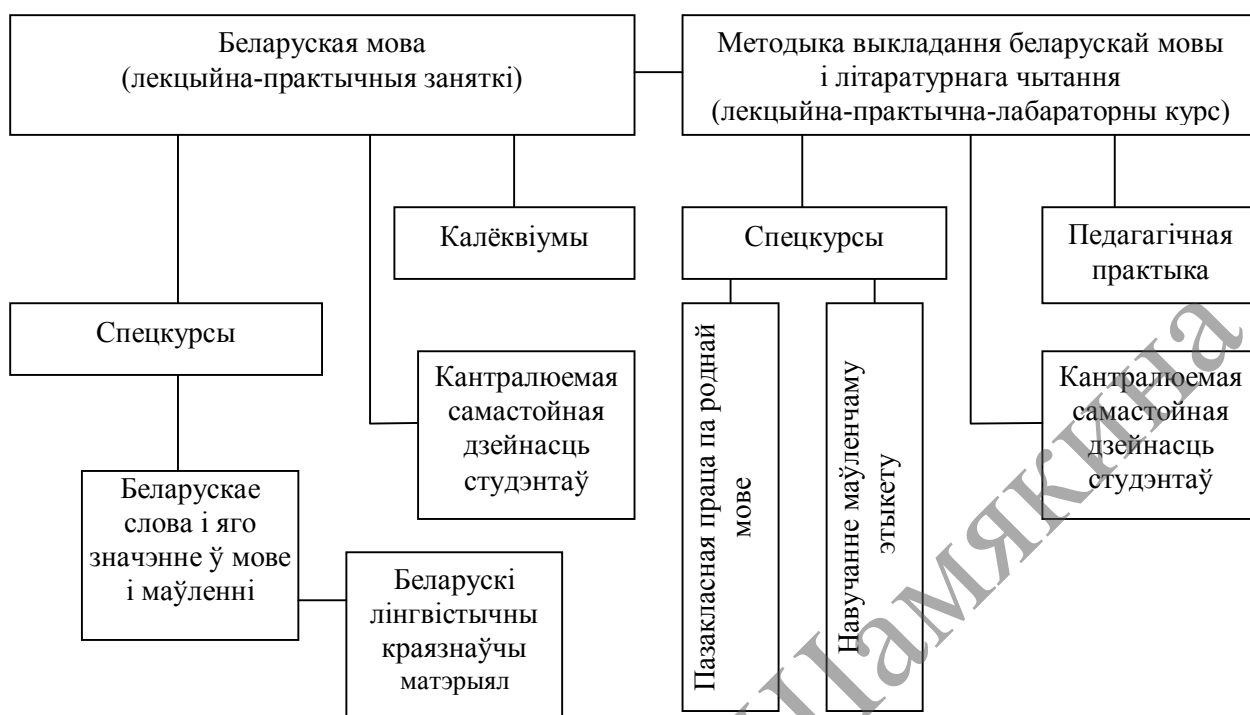 Беларуская мова
(лекцыйна-практычныя заняткі)
Методыка выкладання беларускай мовы
і літаратурнага чытання
(лекцыйна-практычна-лабараторны курс)
Калёквіумы
Спецкурсы
Педагагічная
практыка
Спецкурсы
Кантралюемая
самастойная
дзейнасць
студэнтаў
Пазакласная праца па роднай
мове
Навучанне маўленчаму
этыкету
Кантралюемая
самастойная
дзейнасць
студэнтаў
Беларускае
слова і яго
значэнне ў мове
і маўленні
Беларускі
лінгвістычны
краязнаўчы
матэрыял
Цамякина